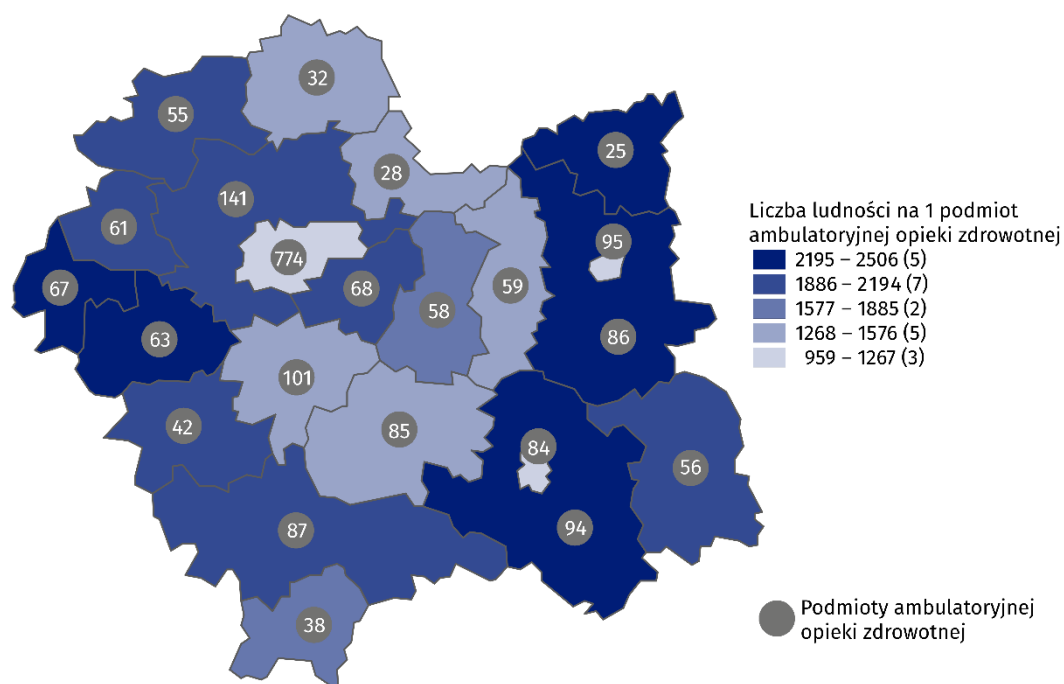 32
55
25
28
141
61
95
774
59
67
68
58
86
63
101
42
85
84
56
87
94
38
Liczba ludności na 1 podmiot
ambulatoryjnej opieki zdrowotnej
2195 – 2506 (5)
1886 – 2194 (7)
1577 – 1885 (2)
1268 – 1576 (5)
959 – 1267 (3)
Podmioty ambulatoryjnej
opieki zdrowotnej